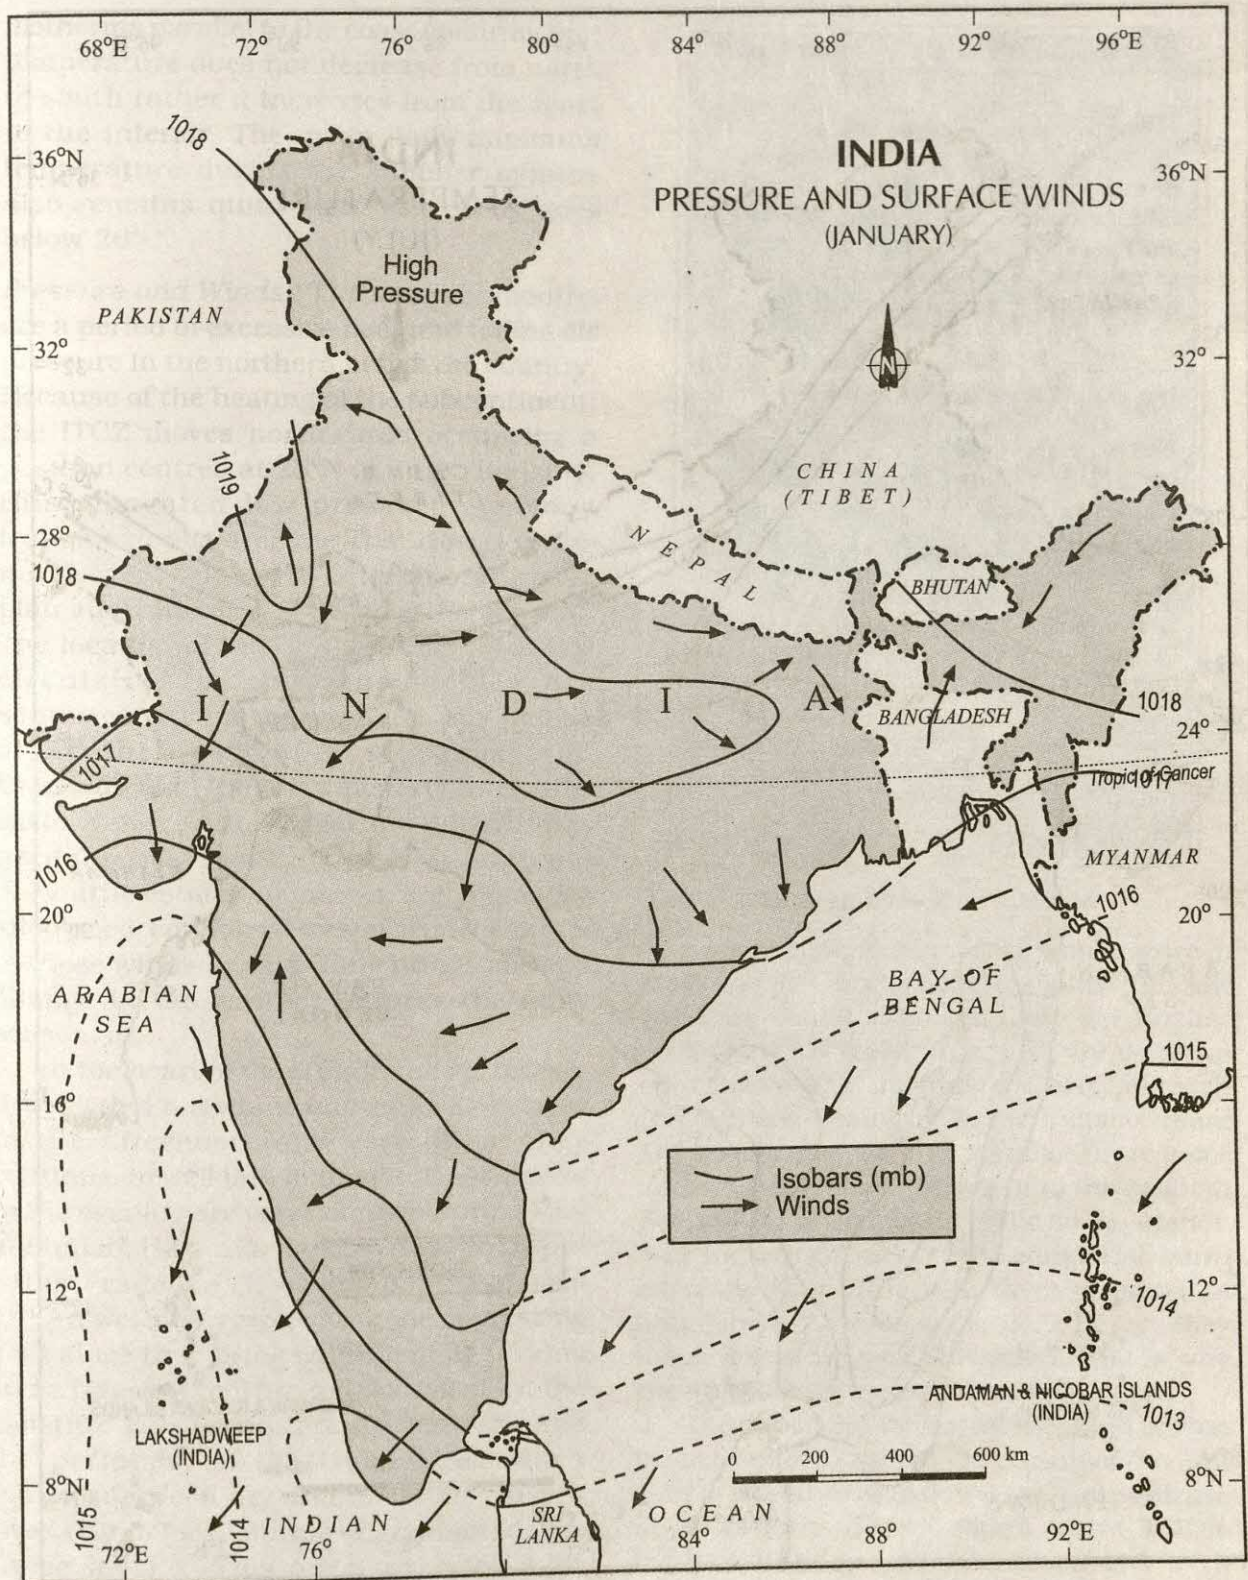 68°E 72° 76° 80° 84° 88° 92° 96°E
1018
36°N
INDIA
36°N
PRESSURE AND SURFACE WINDS
(JANUARY)
High
Pressure
PAKISTAN
32°
N
32°
1019
CHINA
(TIBET)
28°
NEPAL
28°
1018
BHUTAN
I N D I A
BANGLADESH
1018
24°
1017
Tropic of Cancer
1017
1016
MYANMAR
20°
1016
20°
ARABIAN
SEA
BAY OF
BENGAL
1015
16°
16°
Isobars (mb)
Winds
12°
12°
1014
ANDAMAN & NICOBAR ISLANDS
(INDIA)
1013
LAKSHADWEEP
(INDIA)
0 200 400 600 km
8°N
8°N
1015
1014
INDIAN
SRI
LANKA
OCEAN
72°E 76° 84° 88° 92°E